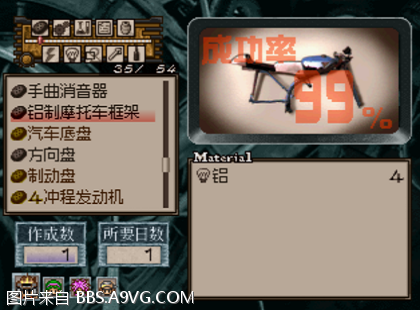 35/ 54
手曲消音器
铝制摩托车框架
汽车底盘
方向盘
制动盘
4冲程发动机
作成数
所要日数
1
1
成功率
99%
Material
铝 4
图片来自 BBS.A9VG.COM